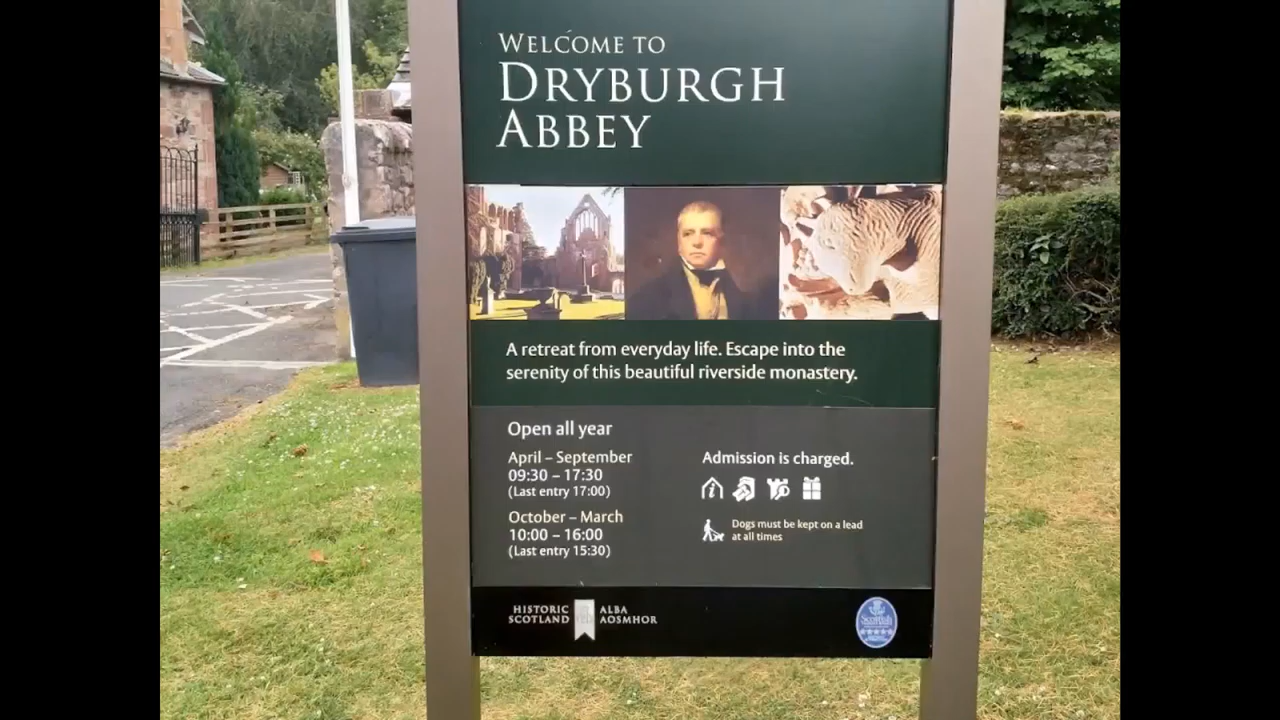 WELCOME TO
DRYBURGH
ABBEY
A retreat from everyday life. Escape into the
serenity of this beautiful riverside monastery.
Open all year
April – September
09:30 – 17:30
(Last entry 17:00)
October – March
10:00 – 16:00
(Last entry 15:30)
Admission is charged.
Dogs must be kept on a lead
at all times
HISTORIC
SCOTLAND
ALBA
AOSMHOR
Scottish